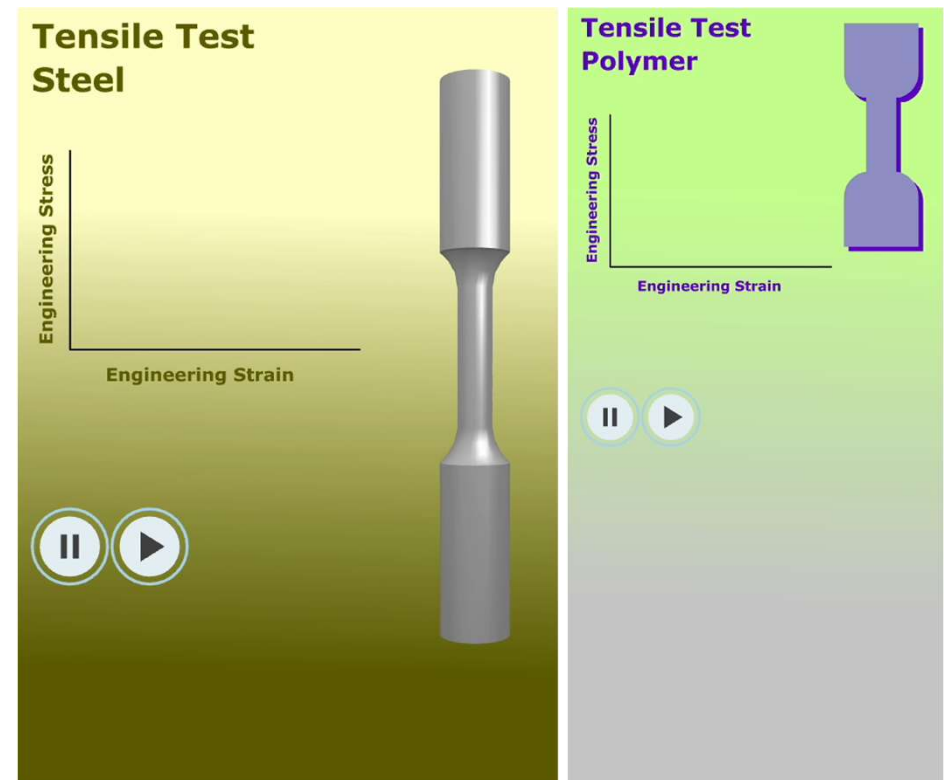 Tensile Test
Steel
Engineering Stress
Engineering Strain
Tensile Test
Polymer
Engineering Stress
Engineering Strain